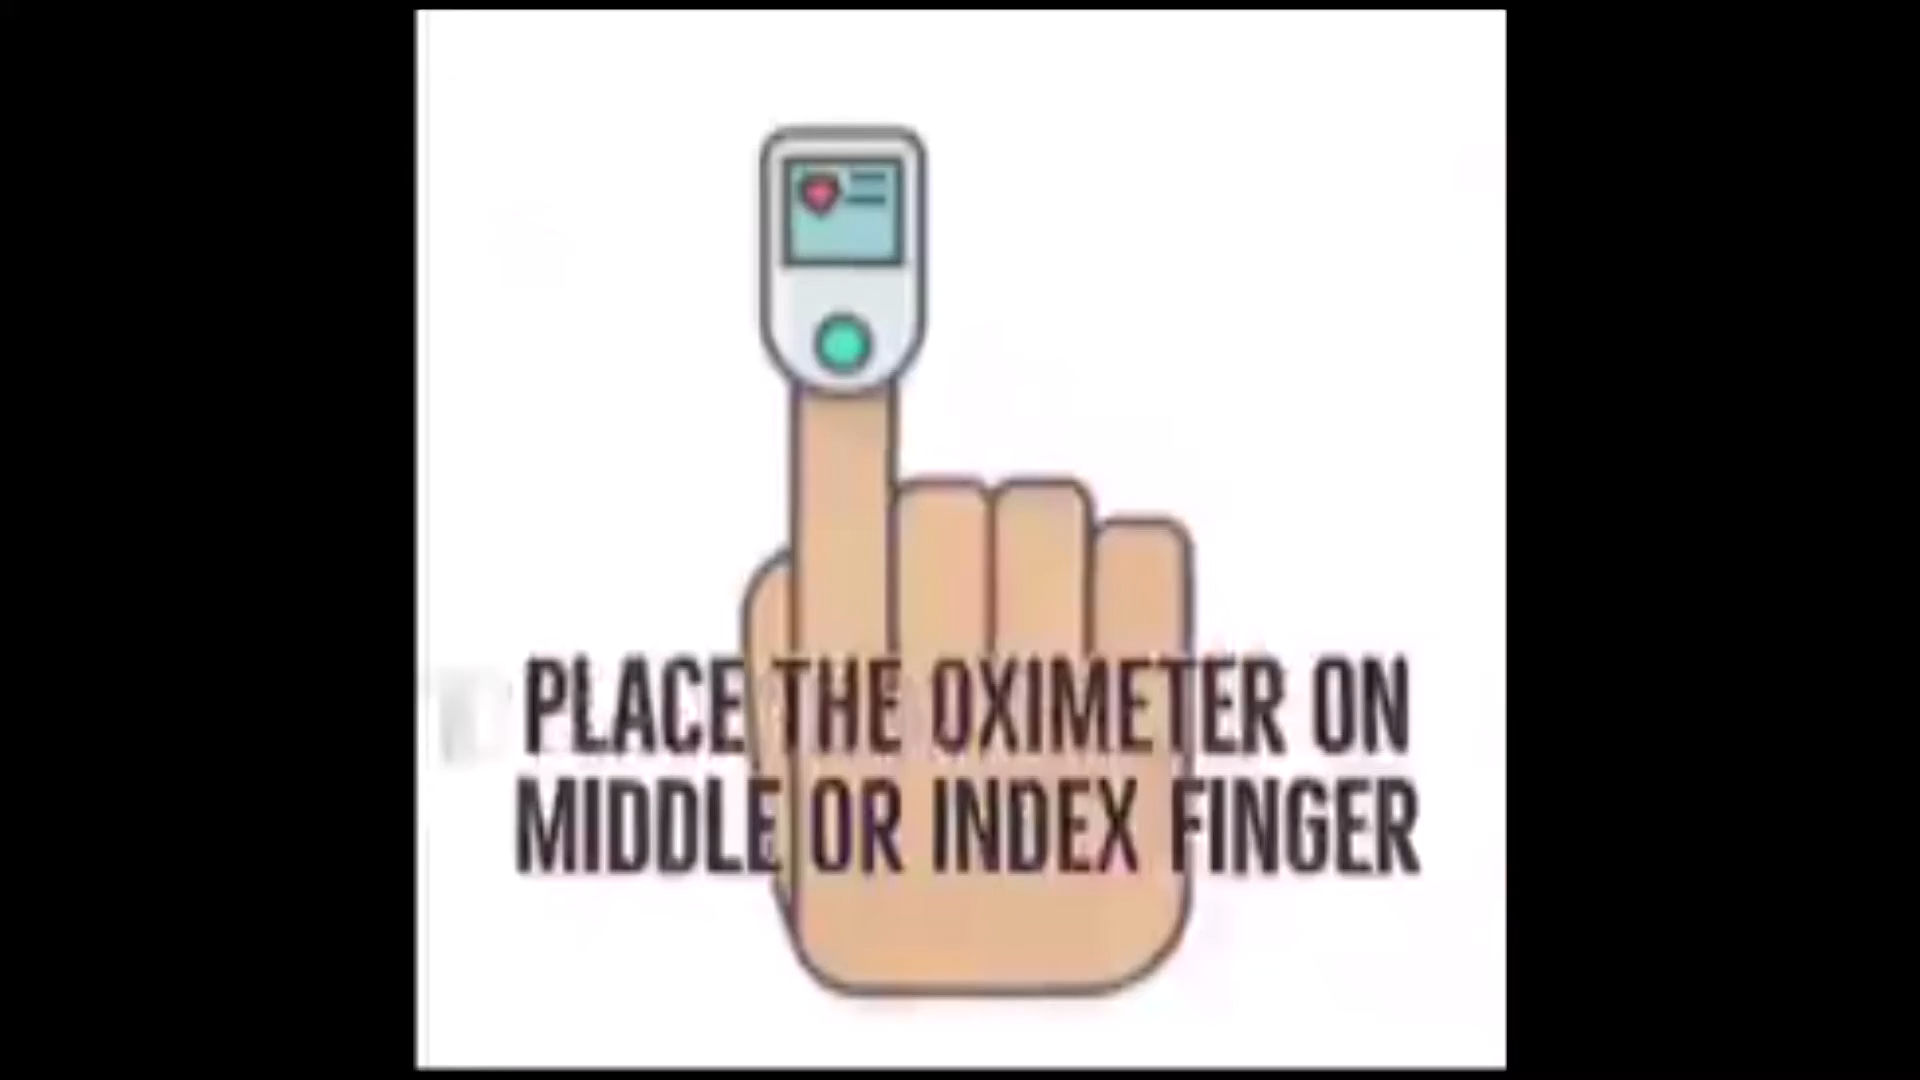 PLACE THE OXIMETER ON
MIDDLE OR INDEX FINGER